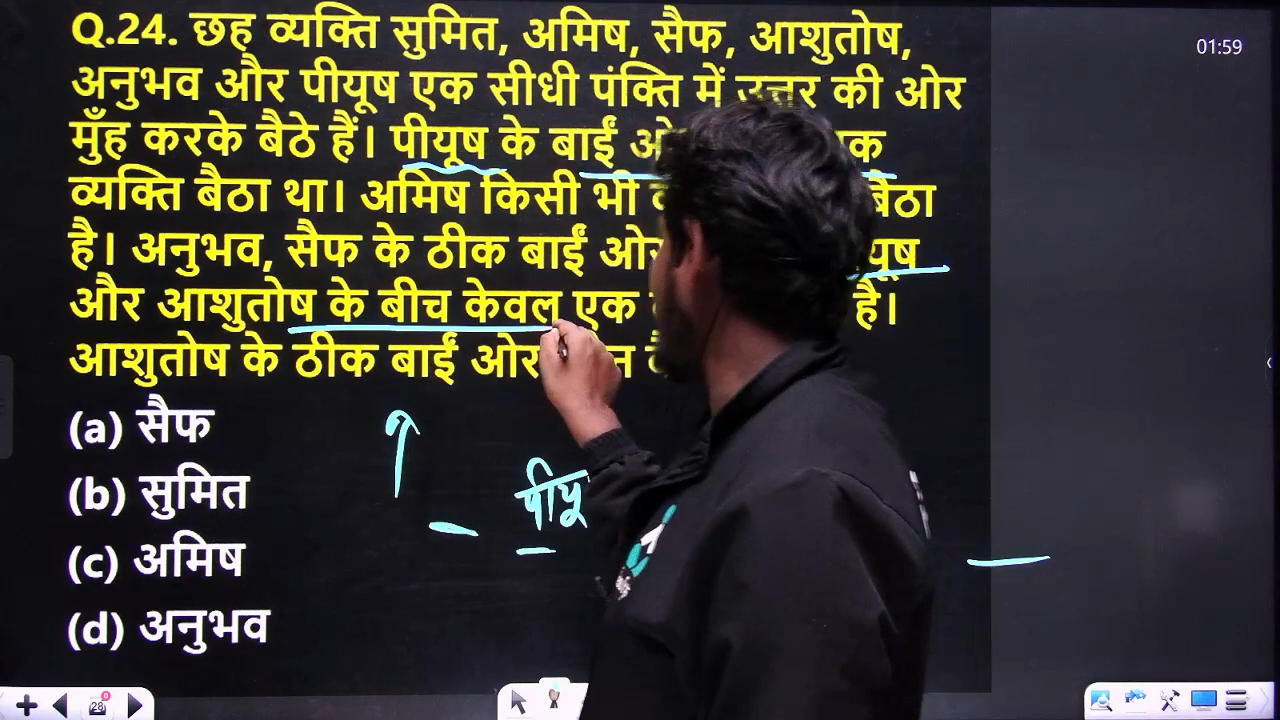 Q.24. छह व्यक्ति सुमित, अमिष, सैफ, आशुतोष,
अनुभव और पीयूष एक सीधी पंक्ति में उत्तर की ओर
मुँह करके बैठे हैं। पीयूष के बाईं
व्यक्ति बैठा था। अमिष किसी भी बैठा
है। अनुभव, सैफ के ठीक बाईं ओर
और आशुतोष के बीच केवल एक है।
आशुतोष के ठीक बाईं ओर
(a) सैफ
(b) सुमित
(c) अमिष
(d) अनुभव
पीयू
01:59
28